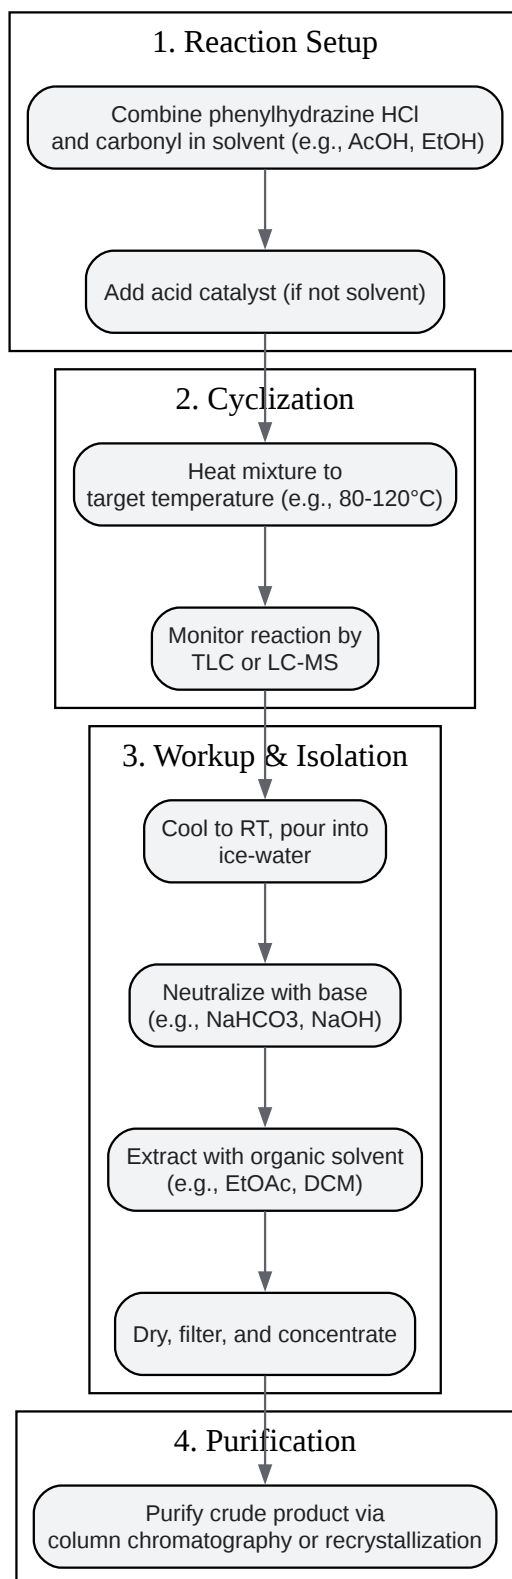 1. Reaction Setup
Combine phenylhydrazine HCl
and carbonyl in solvent (e.g., AcOH, EtOH)
Add acid catalyst (if not solvent)
2. Cyclization
Heat mixture to
target temperature (e.g., 80-120°C)
Monitor reaction by
TLC or LC-MS
3. Workup & Isolation
Cool to RT, pour into
ice-water
Neutralize with base
(e.g., NaHCO3, NaOH)
Extract with organic solvent
(e.g., EtOAc, DCM)
Dry, filter, and concentrate
4. Purification
Purify crude product via
column chromatography or recrystallization